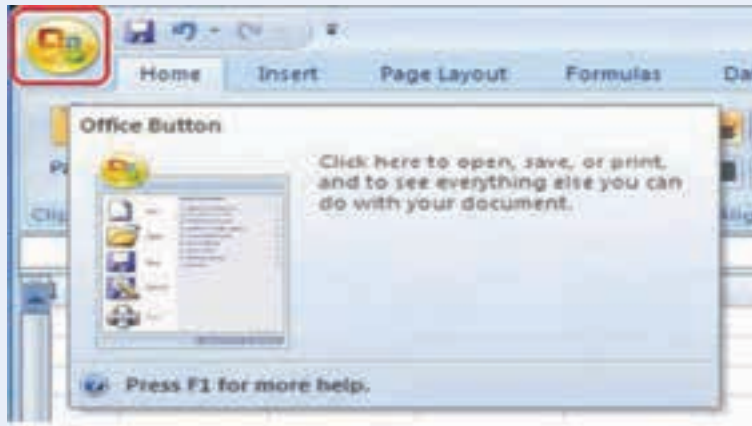 Home Insert Page Layout Formulas Da
Office Button
Click here to open, save, or print,
and to see everything else you can
do with your document.
Press F1 for more help.